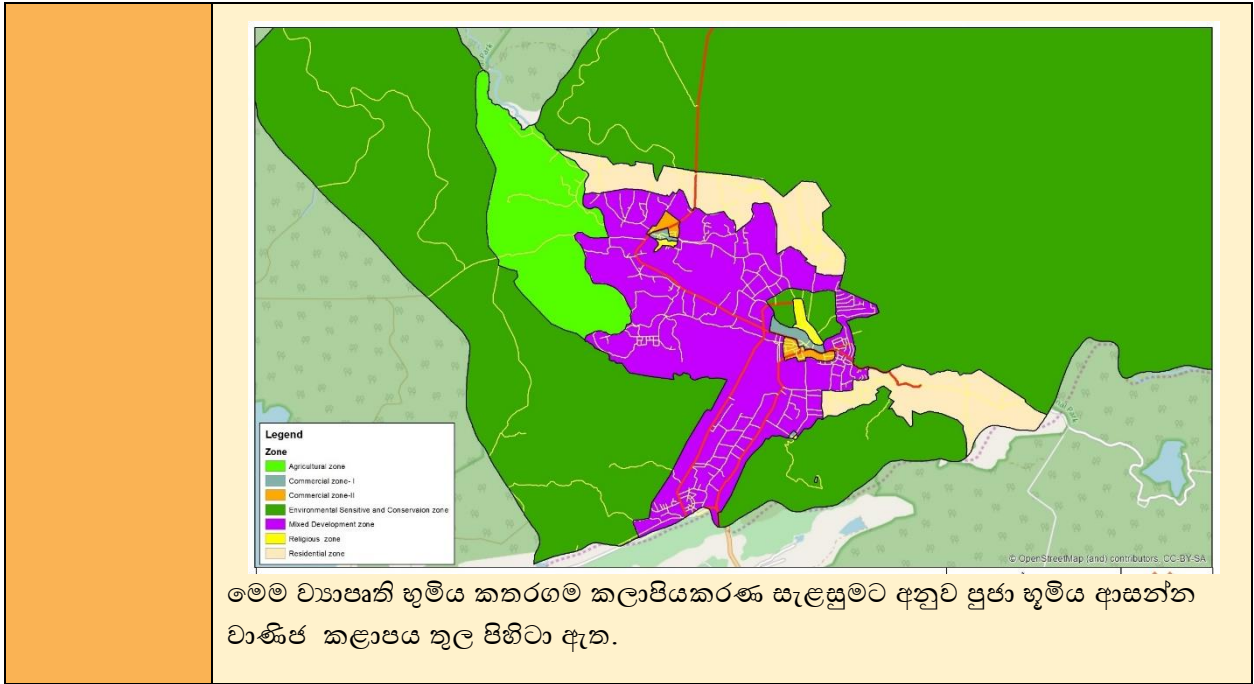 Legend
Zone
Agricultural zone
Commercial zone- I
Commercial zone-II
Environmental Sensitive and Conservaion zone
Mixed Development zone
Religious zone
Residential zone
© OpenStreetMap (and) contributors, CC-BY-SA
මෙම ව්‍යාපෘති භුමිය කතරගම කලාපියකරණ සැළසුමට අනුව පුජා භූමිය ආසන්න
වාණිජ කළාපය තුල පිහිටා ඇත.